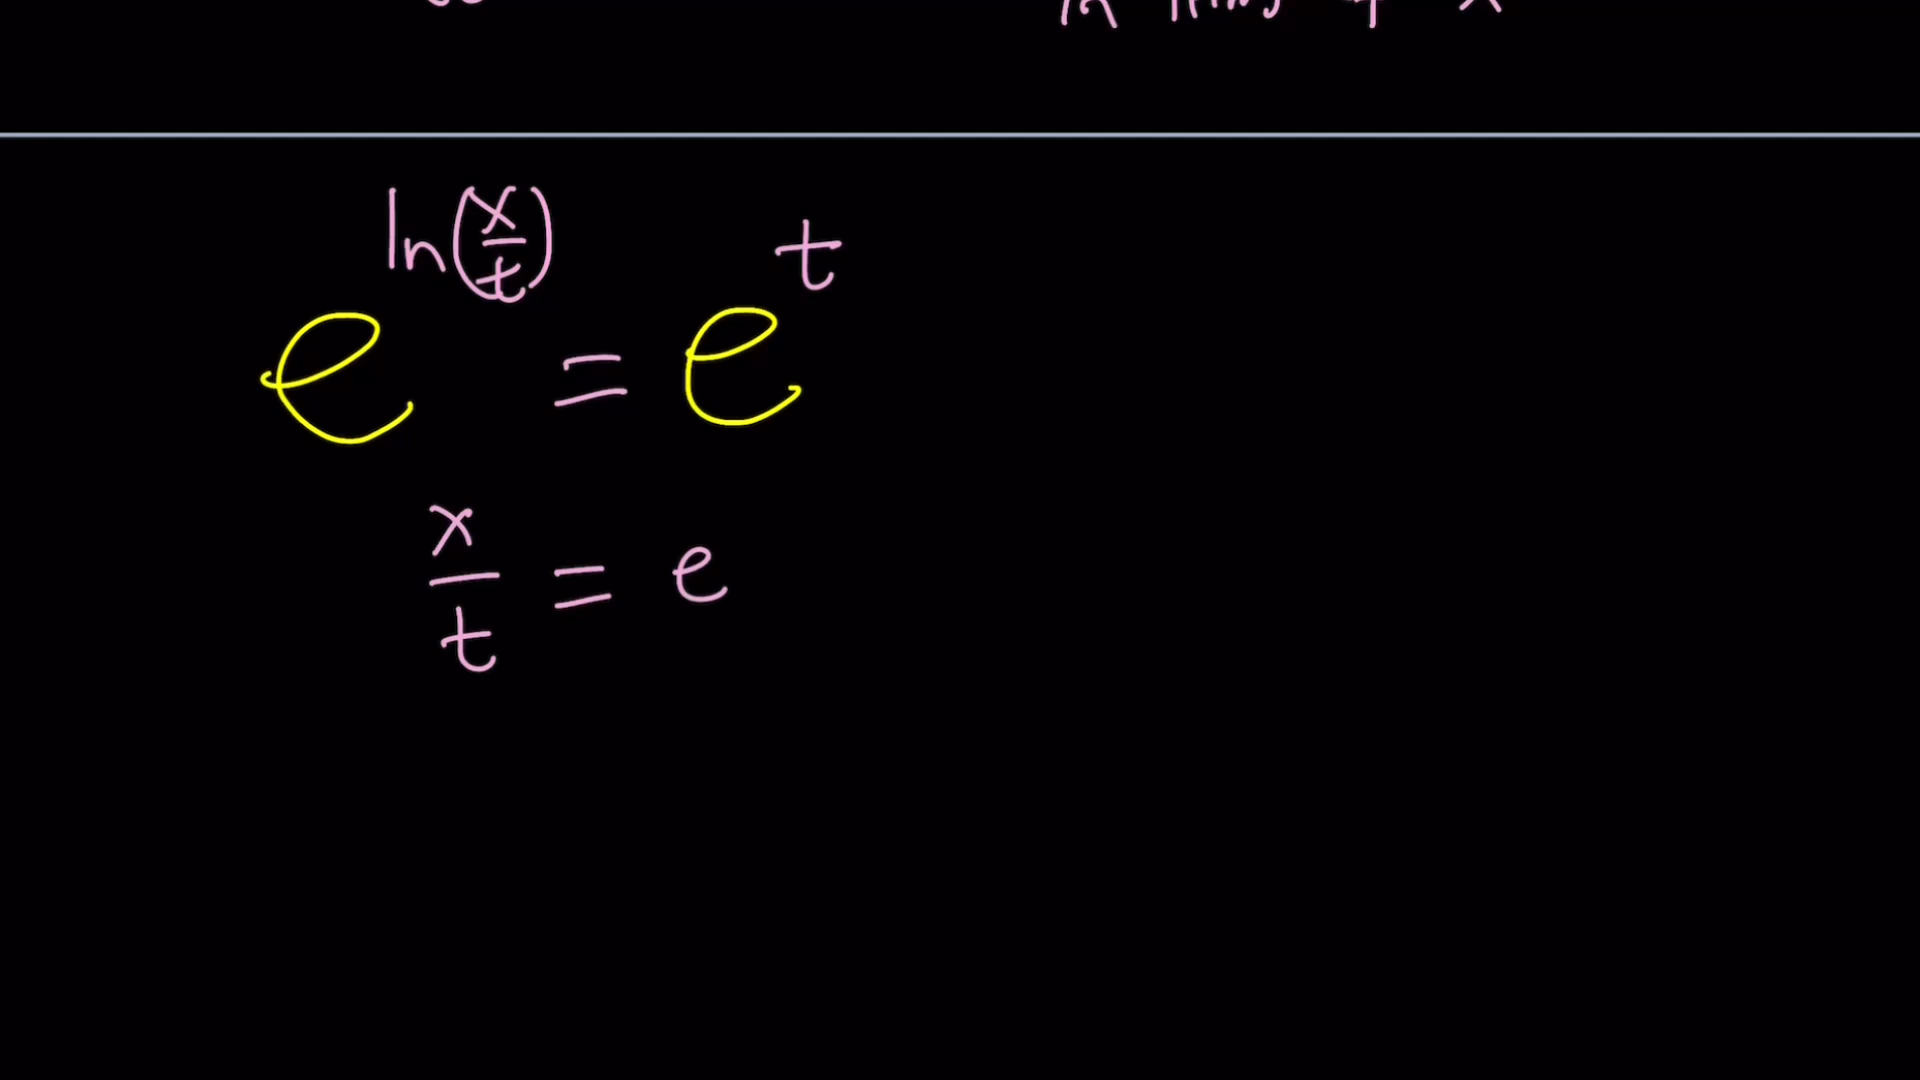 e^{ln(x/t)} = e^t
x/t = e